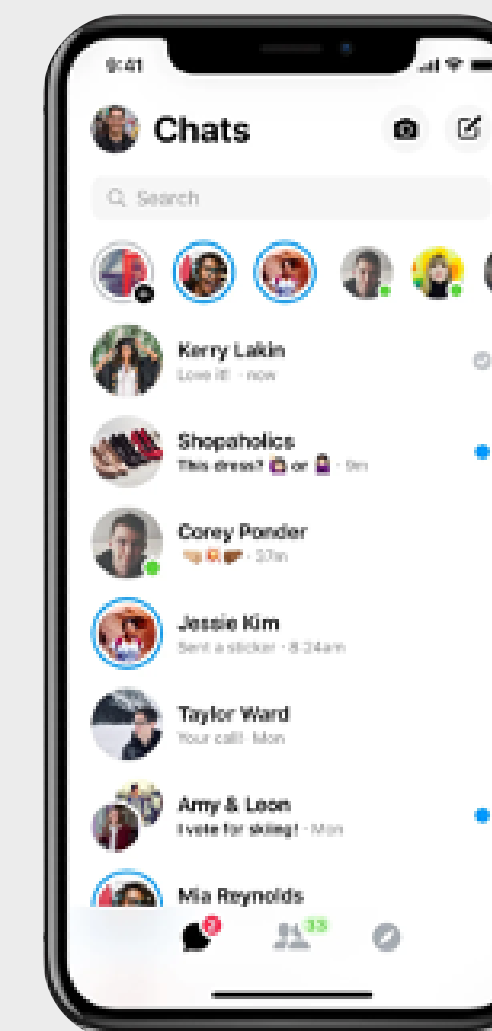 9:41
Chats
Search
Kerry Lakin
Love it! · now
Shopaholics
This dress? 🙆🏻‍♀️ or 🙅🏻‍♀️ · 9m
Corey Ponder
🤜🏼💥🤛🏾 · 37m
Jessie Kim
Sent a sticker · 8:24am
Taylor Ward
Your call! · Mon
Amy & Leon
I vote for skiing! · Mon
Mia Reynolds
2
33